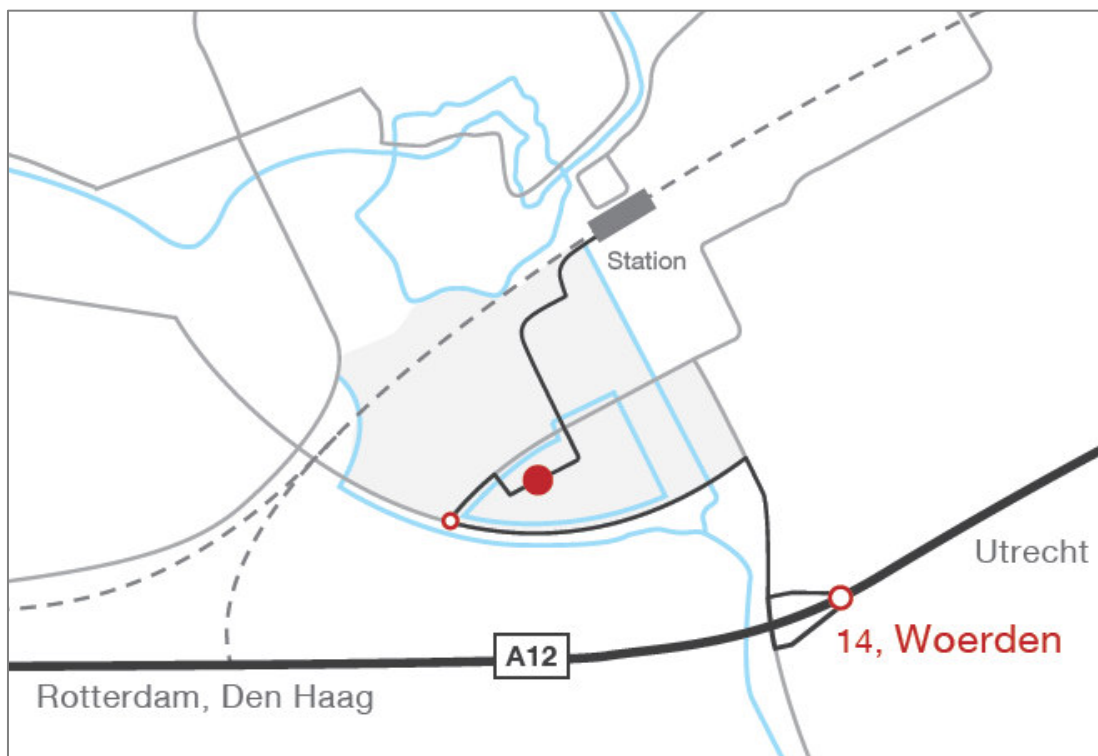 Station
Utrecht
14, Woerden
A12
Rotterdam, Den Haag